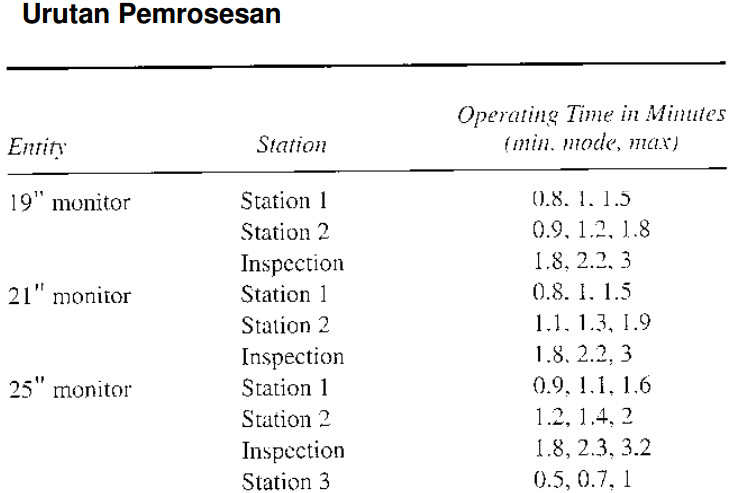 Urutan Pemrosesan
Operating Time in Minutes
Entity Station (min. mode, max)
19" monitor Station 1 0.8. 1. 1.5
Station 2 0.9, 1.2, 1.8
Inspection 1.8, 2.2, 3
21" monitor Station 1 0.8. 1. 1.5
Station 2 1.1, 1.3, 1.9
Inspection 1.8. 2.2, 3
25" monitor Station 1 0.9, 1.1, 1.6
Station 2 1.2, 1.4, 2
Inspection 1.8, 2.3, 3.2
Station 3 0.5, 0.7, 1